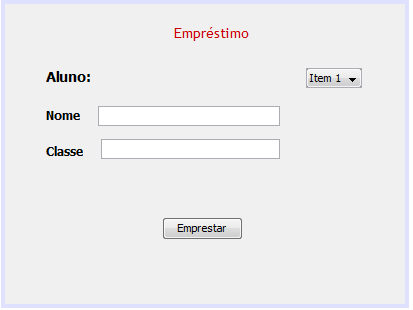 Empréstimo
Aluno:
Item 1
Nome
Classe
Emprestar